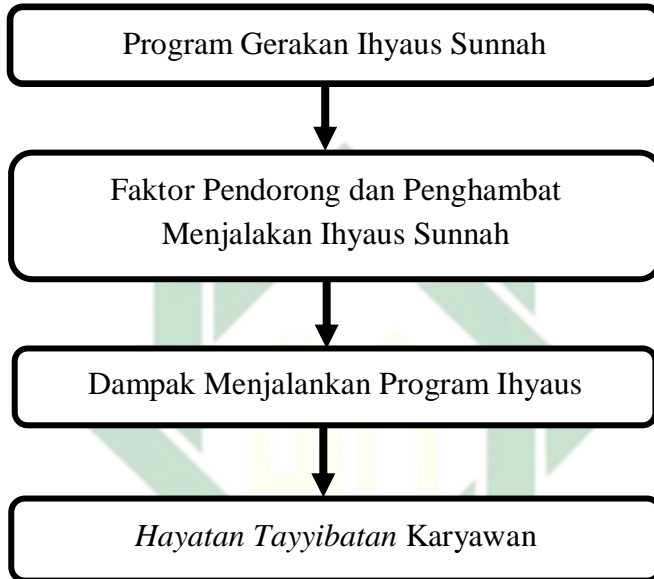 Program Gerakan Ihyaus Sunnah
Faktor Pendorong dan Penghambat
Menjalakan Ihyaus Sunnah
Dampak Menjalankan Program Ihyaus
Hayatan Tayyibatan Karyawan